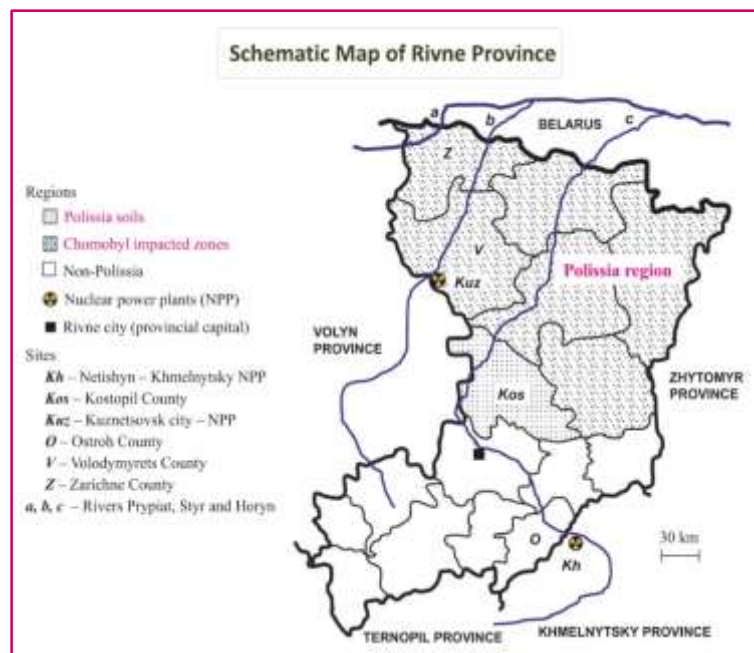 Schematic Map of Rivne Province
a
b
c
BELARUS
Z
Regions
Polissia soils
Chornobyl impacted zones
Non-Polissia
Nuclear power plants (NPP)
Rivne city (provincial capital)
Sites
Kh – Netishyn – Khmelnytsky NPP
Kos – Kostopil County
Kuz – Kuznetsovsk city – NPP
O – Ostroh County
V – Volodymyrets County
Z – Zarichne County
a, b, c – Rivers Prypiat, Styr and Horyn
V
Polissia region
Kuz
VOLYN
PROVINCE
ZHYTOMYR
PROVINCE
Kos
O
Kh
30 km
TERNOPIL PROVINCE
KHMELNYTSKY PROVINCE